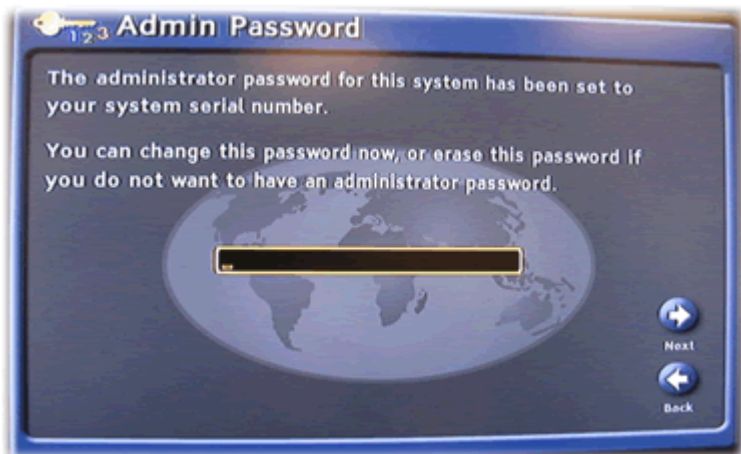 123 Admin Password
The administrator password for this system has been set to
your system serial number.
You can change this password now, or erase this password if
you do not want to have an administrator password.
Next
Back